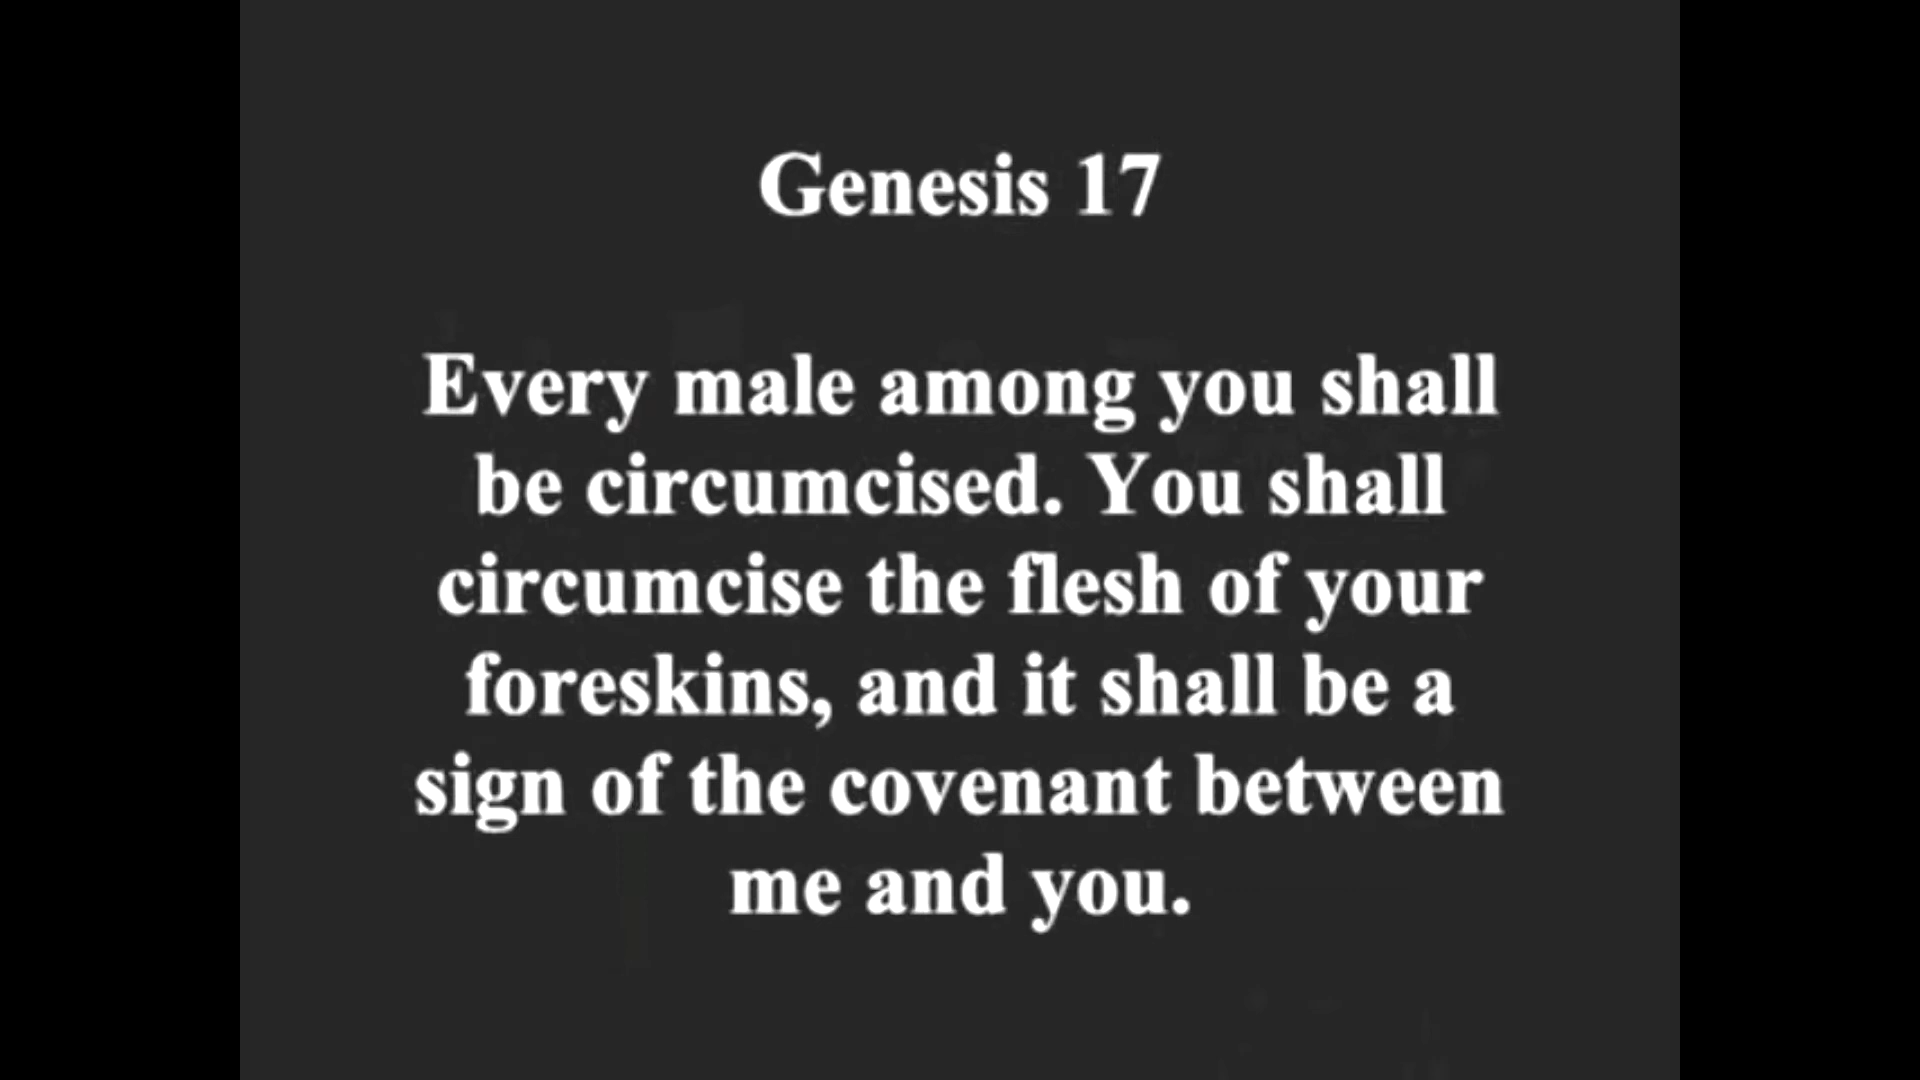 Genesis 17
Every male among you shall
be circumcised. You shall
circumcise the flesh of your
foreskins, and it shall be a
sign of the covenant between
me and you.